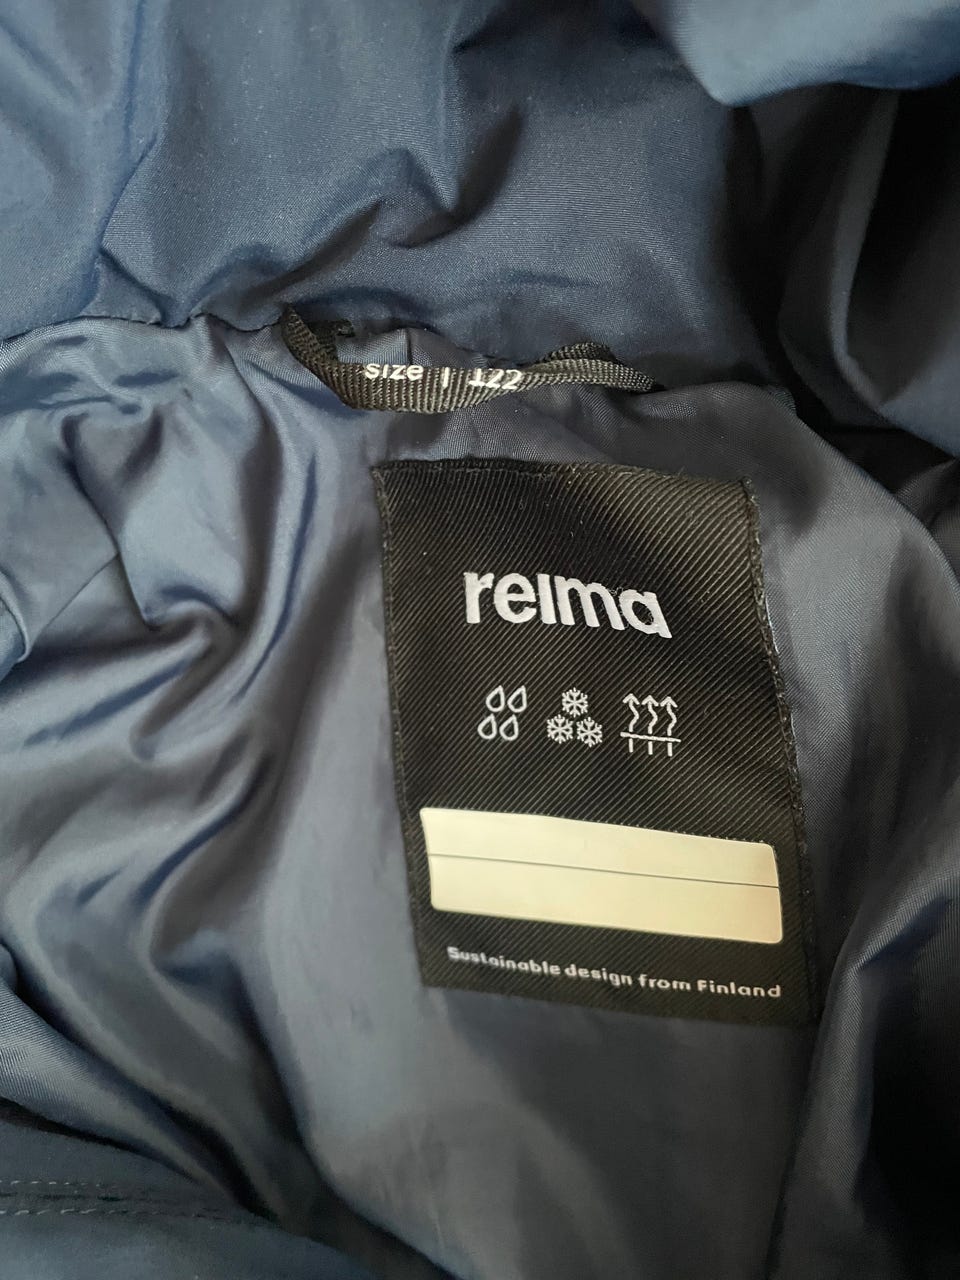 size | 122
reima
Sustainable design from Finland